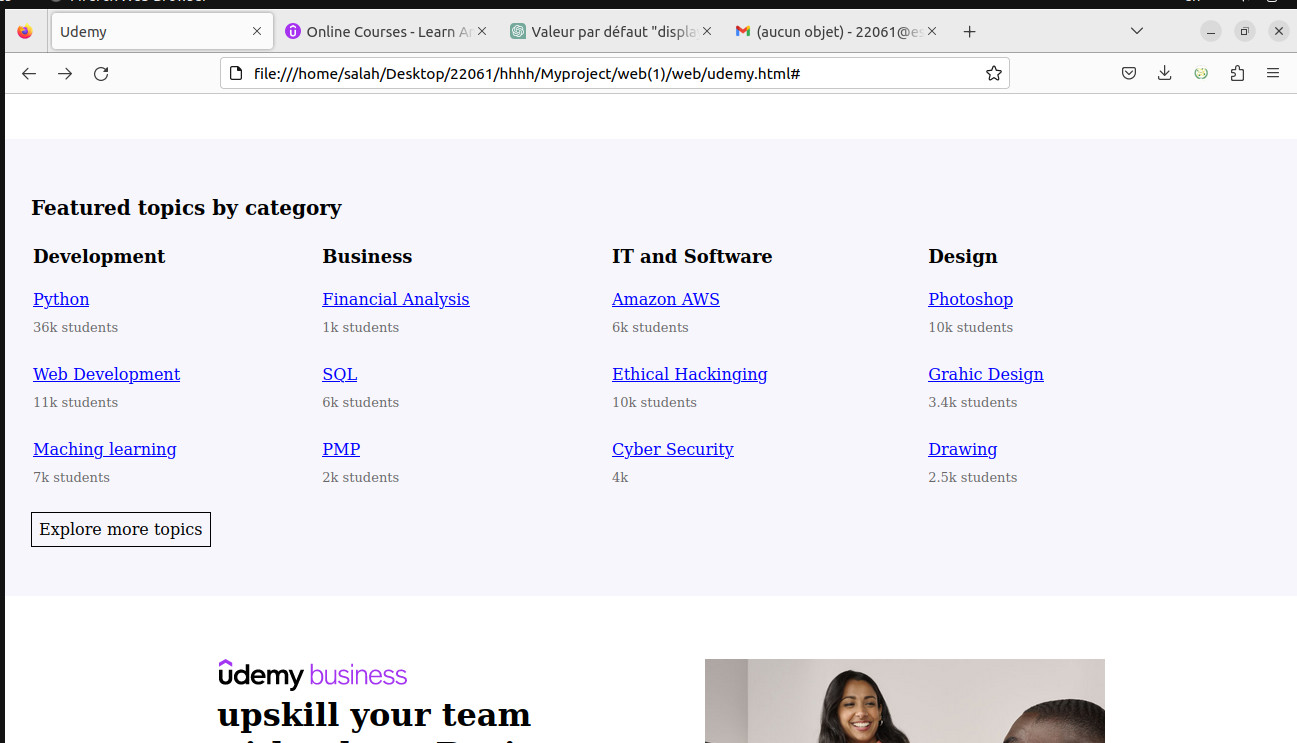 Udemy
Online Courses - Learn An
Valeur par défaut "displa
(aucun objet) - 22061@es
file:///home/salah/Desktop/22061/hhhh/Myproject/web(1)/web/udemy.html#
Featured topics by category
Development Business IT and Software Design
Python Financial Analysis Amazon AWS Photoshop
36k students 1k students 6k students 10k students
Web Development SQL Ethical Hackinging Grahic Design
11k students 6k students 10k students 3.4k students
Maching learning PMP Cyber Security Drawing
7k students 2k students 4k 2.5k students
Explore more topics
udemy business
upskill your team